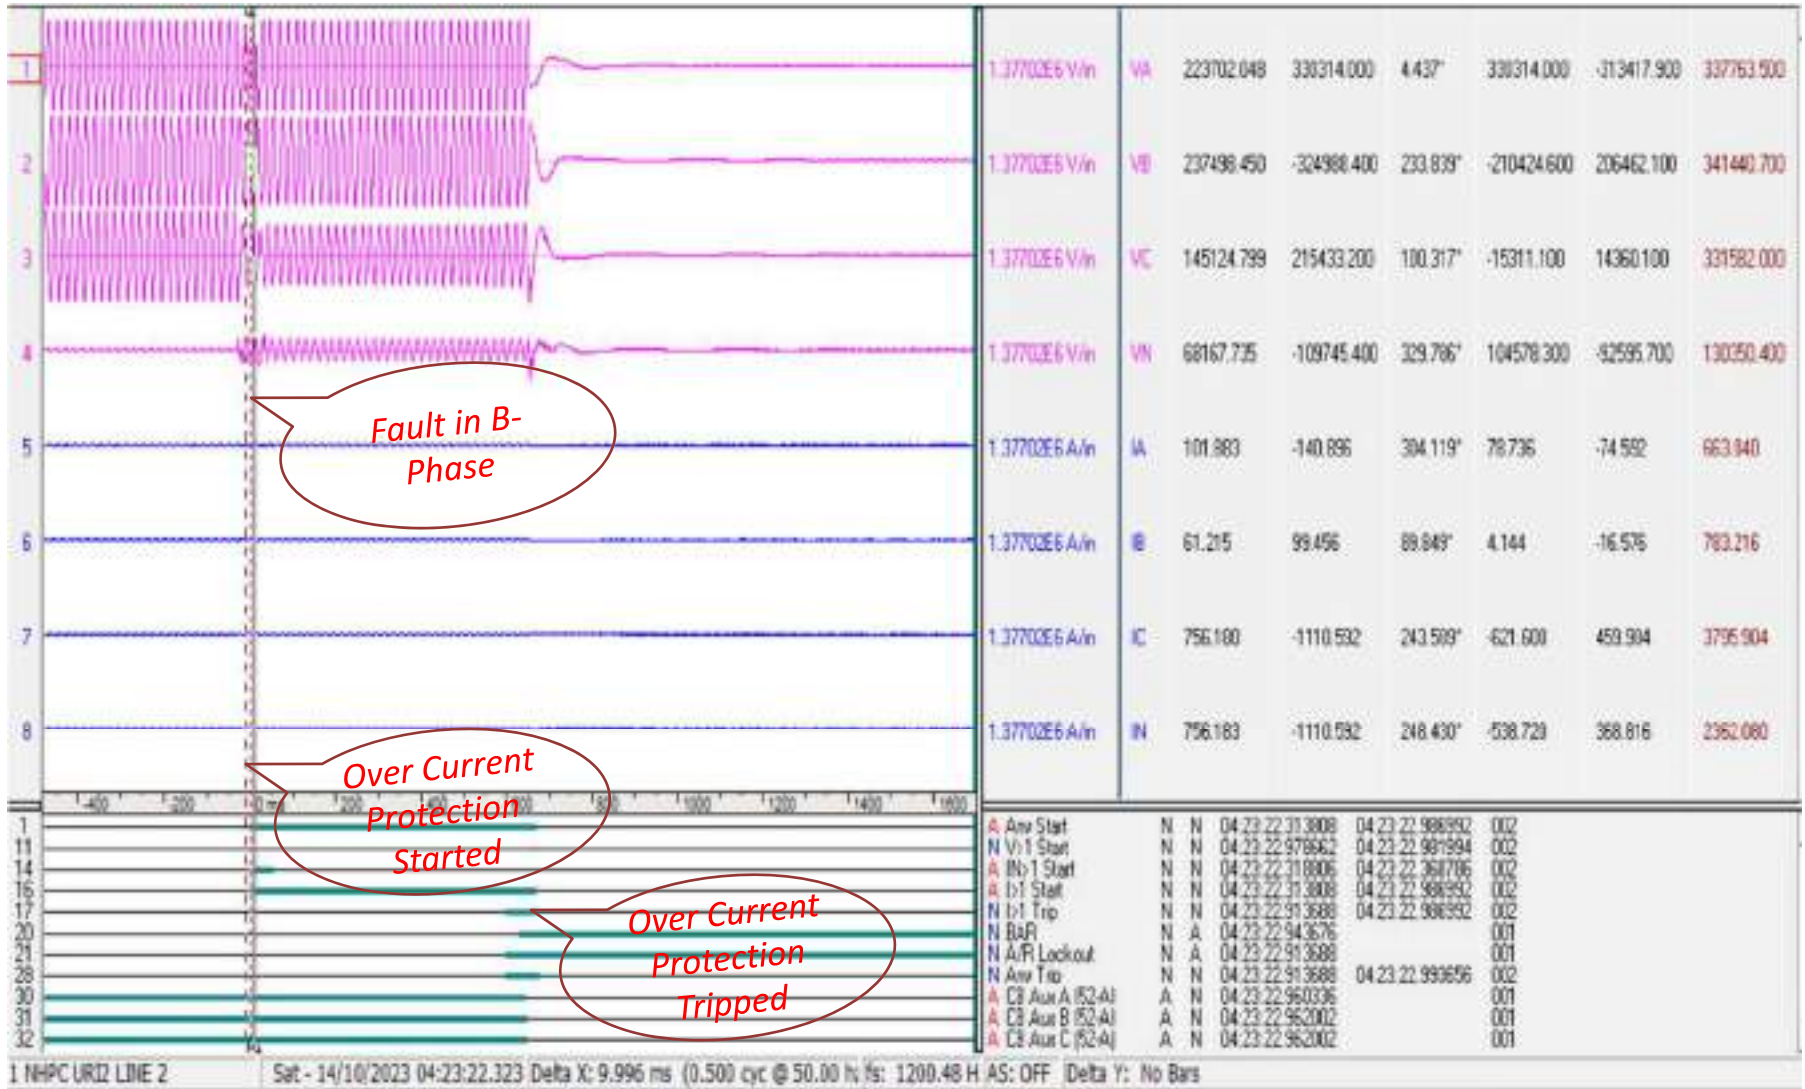 1 1.37702E6 V/in VA 223702.048 330314.000 4.437° 330314.000 -313417.900 337763.500
2 1.37702E6 V/in VB 237498.450 -324988.400 233.839° -210424.600 206462.100 341440.700
3 1.37702E6 V/in VC 145124.799 215433.200 100.317° -15311.100 14360.100 331582.000
4 1.37702E6 V/in VN 68167.735 -109745.400 329.786° 104578.300 -92595.700 130350.400
Fault in B-
Phase
5 1.37702E6 A/in IA 101.883 -140.896 304.119° 78.736 -74.592 663.040
6 1.37702E6 A/in IB 61.215 99.456 89.849° 4.144 -16.576 783.216
7 1.37702E6 A/in IC 756.180 -1110.592 243.509° -621.600 459.904 3795.904
8 1.37702E6 A/in IN 756.183 -1110.592 248.430° -538.720 368.816 2362.080
Over Current
Protection
Started
-400 -200 0 200 400 600 800 1000 1200 1400 1600
1 A Any Start N N 04:23:22.313808 04:23:22.986992 002
11 N V>1 Start N N 04:23:22.978662 04:23:22.981994 002
14 A IN>1 Start N N 04:23:22.318806 04:23:22.368786 002
16 A I>1 Start N N 04:23:22.313808 04:23:22.986992 002
17 N I>1 Trip N N 04:23:22.913688 04:23:22.986992 002
20 N BAR N A 04:23:22.943676 001
21 N A/R Lockout N A 04:23:22.913688 001
28 N Any Trip N N 04:23:22.913688 04:23:22.993656 002
30 A CB Aux A (52-A) A N 04:23:22.960336 001
31 A CB Aux B (52-A) A N 04:23:22.962002 001
32 A CB Aux C (52-A) A N 04:23:22.962002 001
Over Current
Protection
Tripped
1 NHPC URI2 LINE 2 Sat - 14/10/2023 04:23:22.323 Delta X: 9.996 ms (0.500 cyc @ 50.00 h fs: 1200.48 H AS: OFF Delta Y: No Bars